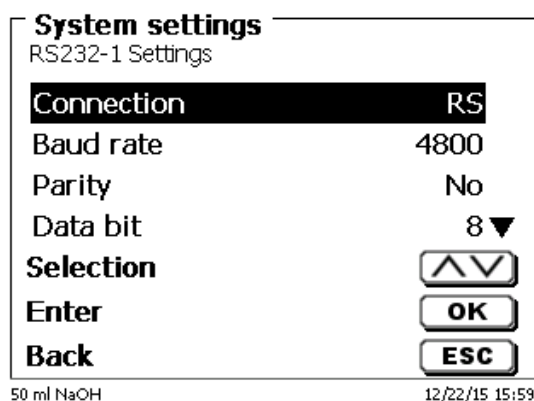 System settings
RS232-1 Settings
Connection RS
Baud rate 4800
Parity No
Data bit 8
Selection
Enter OK
Back ESC
50 ml NaOH 12/22/15 15:59